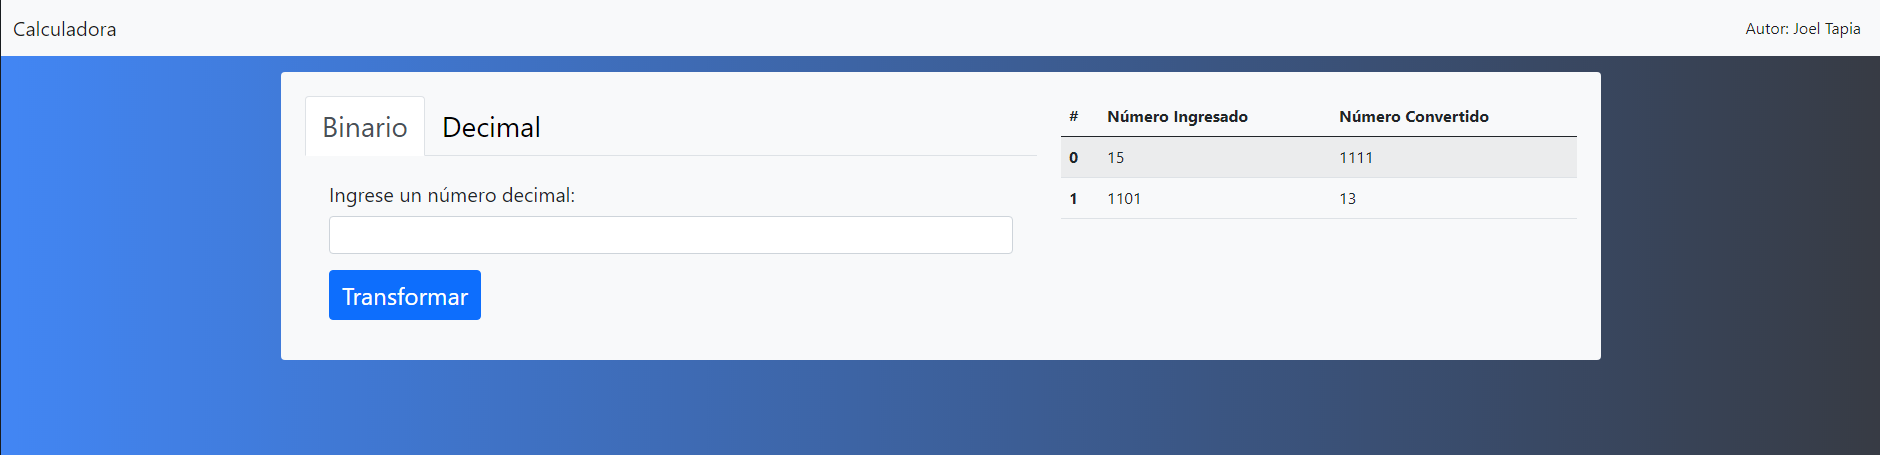 Calculadora
Autor: Joel Tapia
Binario Decimal
Ingrese un número decimal:
Transformar
# Número Ingresado Número Convertido
0 15 1111
1 1101 13